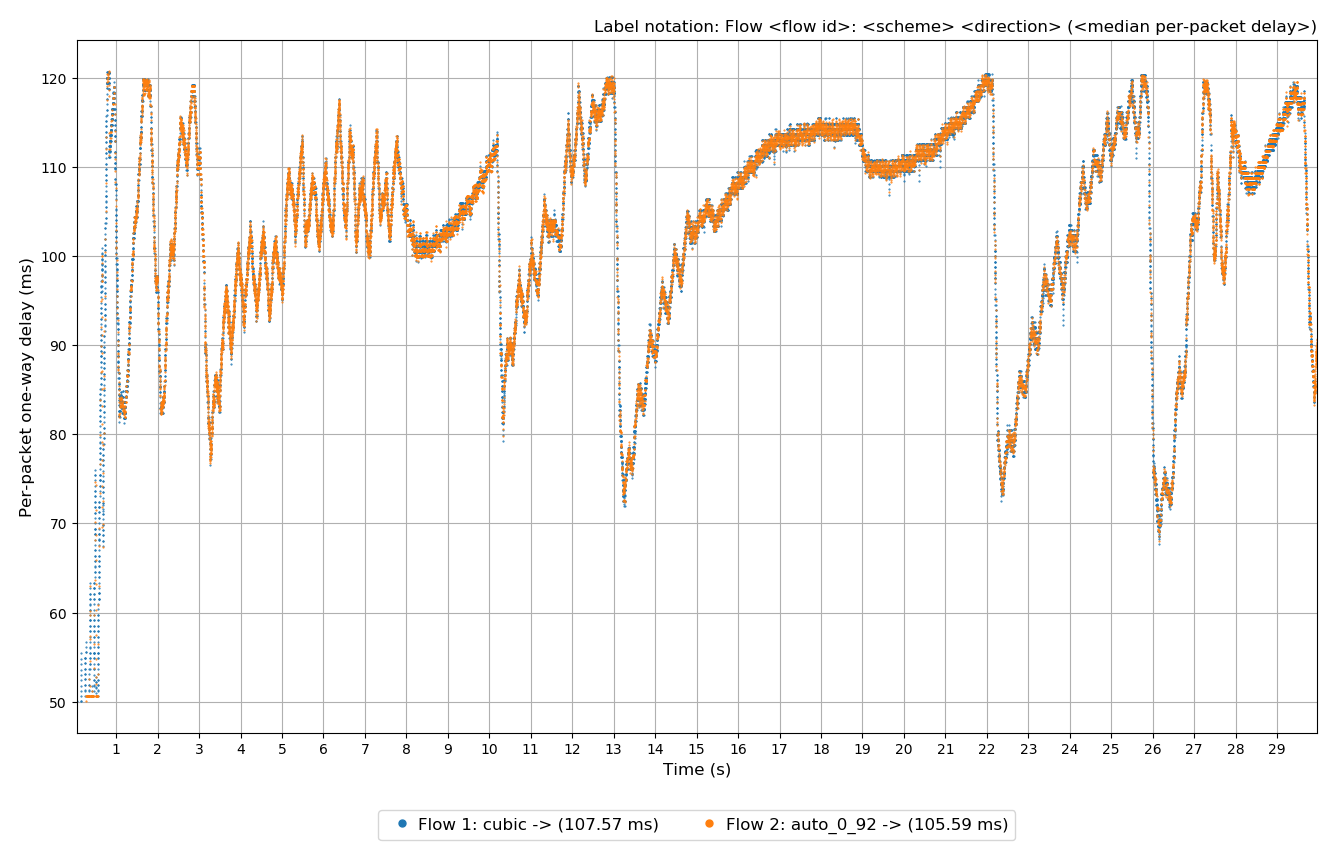 Label notation: Flow <flow id>: <scheme> <direction> (<median per-packet delay>)
120
110
100
90
80
70
60
50
Per-packet one-way delay (ms)
1 2 3 4 5 6 7 8 9 10 11 12 13 14 15 16 17 18 19 20 21 22 23 24 25 26 27 28 29
Time (s)
Flow 1: cubic -> (107.57 ms) Flow 2: auto_0_92 -> (105.59 ms)